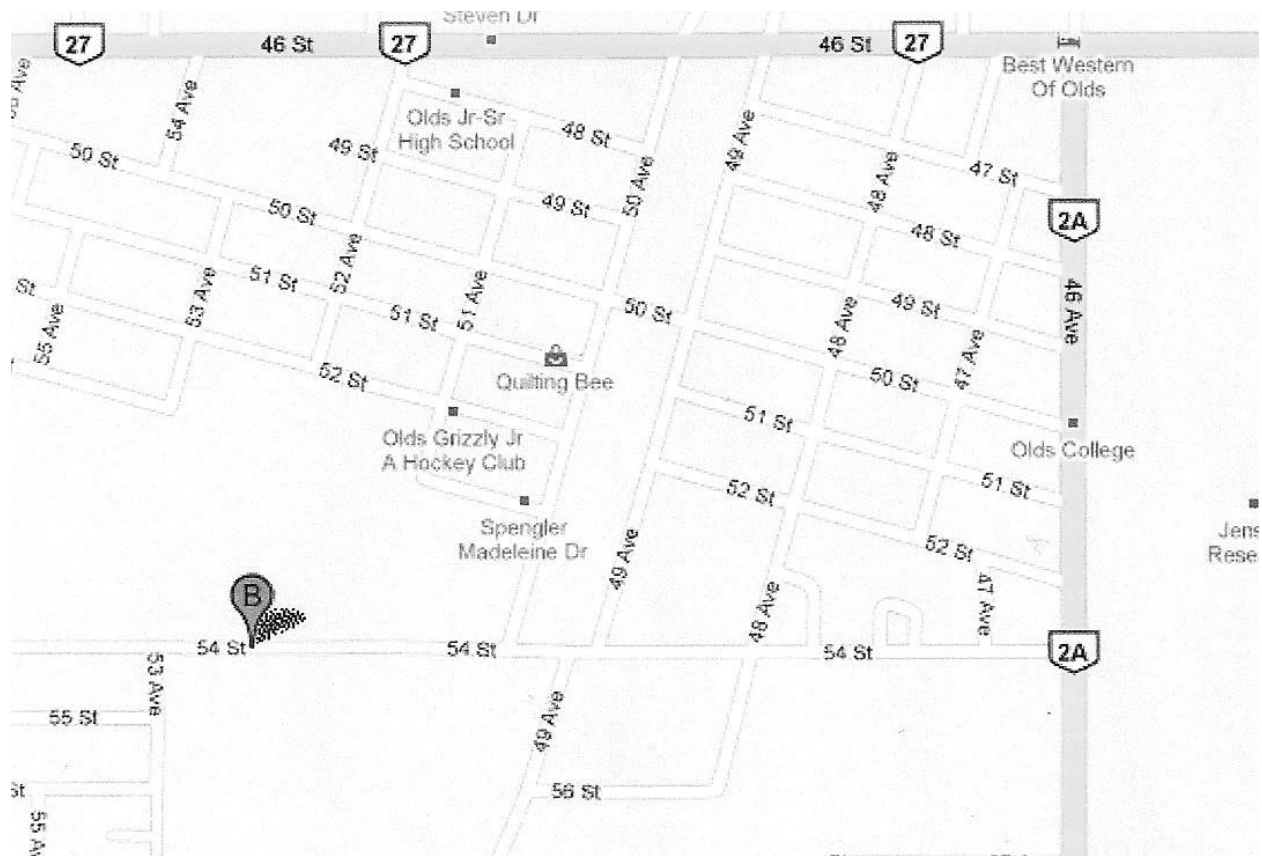 Steven Dr
27
46 St
27
46 St
27
Best Western
Of Olds
54 Ave
Olds Jr-Sr
High School
48 St
49 Ave
50 St
49 St
50 Ave
48 Ave
47 St
50 St
49 St
2A
48 St
52 Ave
51 St
53 Ave
51 Ave
51 St
50 St
49 St
46 Ave
St
55 Ave
48 Ave
47 Ave
52 St
Quilting Bee
50 St
Olds Grizzly Jr
A Hockey Club
51 St
Olds College
51 St
52 St
Spengler
Madeleine Dr
49 Ave
52 St
Jens
Rese
B
48 Ave
47 Ave
54 St
54 St
54 St
2A
53 Ave
55 St
49 Ave
St
56 St